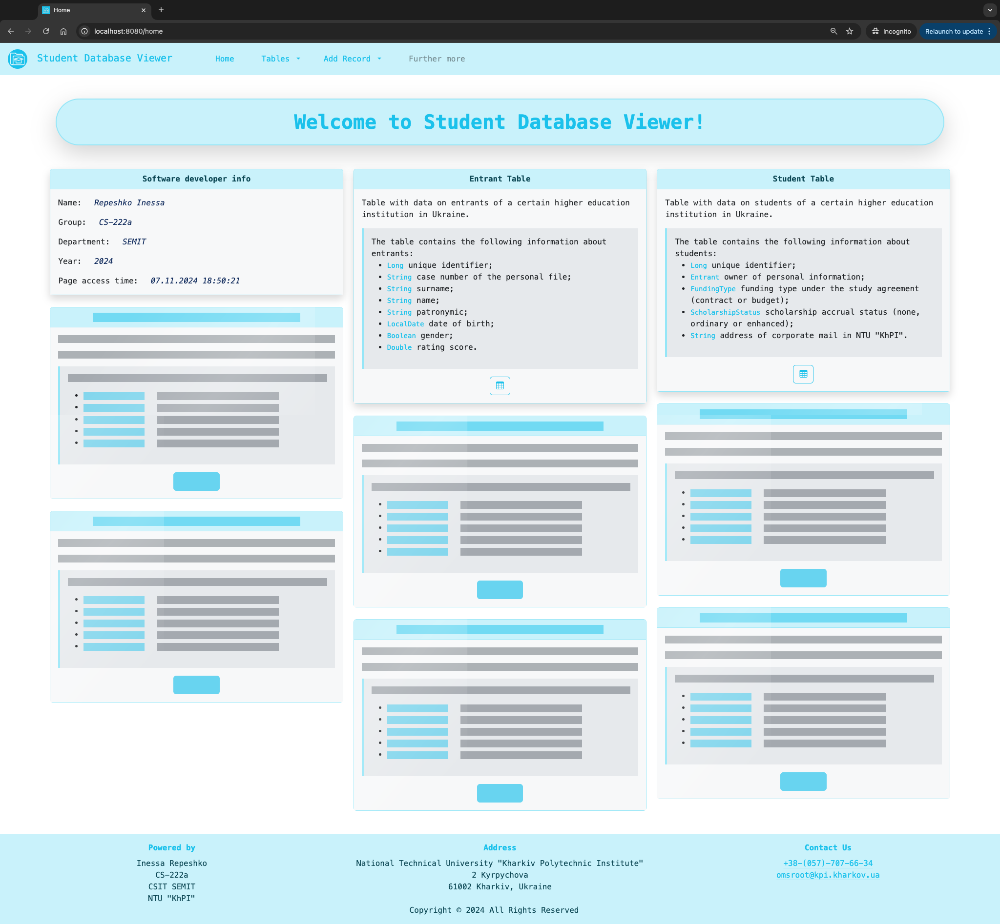 Home
localhost:8080/home
Incognito
Relaunch to update
Student Database Viewer
Home
Tables
Add Record
Further more
Welcome to Student Database Viewer!
Software developer info
Name: Repeshko Inessa
Group: CS-222a
Department: SEMIT
Year: 2024
Page access time: 07.11.2024 18:50:21
Entrant Table
Table with data on entrants of a certain higher education
institution in Ukraine.
The table contains the following information about
entrants:
• Long unique identifier;
• String case number of the personal file;
• String surname;
• String name;
• String patronymic;
• LocalDate date of birth;
• Boolean gender;
• Double rating score.
Student Table
Table with data on students of a certain higher education
institution in Ukraine.
The table contains the following information about
students:
• Long unique identifier;
• Entrant owner of personal information;
• FundingType funding type under the study agreement
(contract or budget);
• ScholarshipStatus scholarship accrual status (none,
ordinary or enhanced);
• String address of corporate mail in NTU "KhPI".
Powered by
Inessa Repeshko
CS-222a
CSIT SEMIT
NTU "KhPI"
Address
National Technical University "Kharkiv Polytechnic Institute"
2 Kyrpychova
61002 Kharkiv, Ukraine
Contact Us
+38-(057)-707-66-34
omsroot@kpi.kharkov.ua
Copyright © 2024 All Rights Reserved